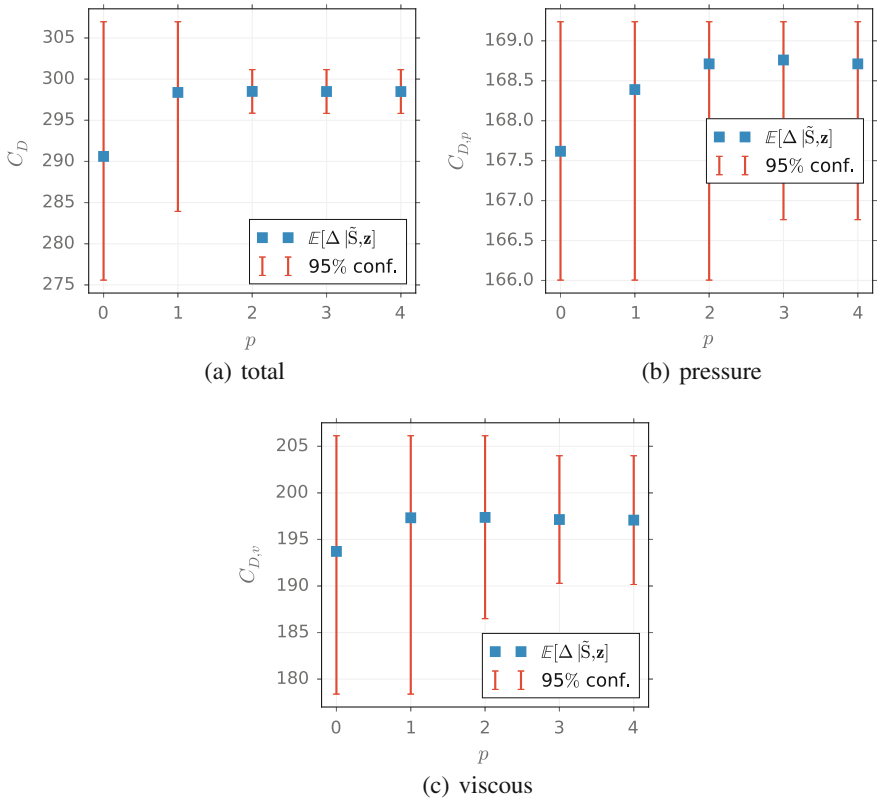 305
300
295
290
285
280
275
C_D
0 1 2 3 4
p
𝔼[Δ|S̃,z]
95% conf.
(a) total
169.0
168.5
168.0
167.5
167.0
166.5
166.0
C_{D,p}
0 1 2 3 4
p
𝔼[Δ|S̃,z]
95% conf.
(b) pressure
205
200
195
190
185
180
C_{D,v}
0 1 2 3 4
p
𝔼[Δ|S̃,z]
95% conf.
(c) viscous